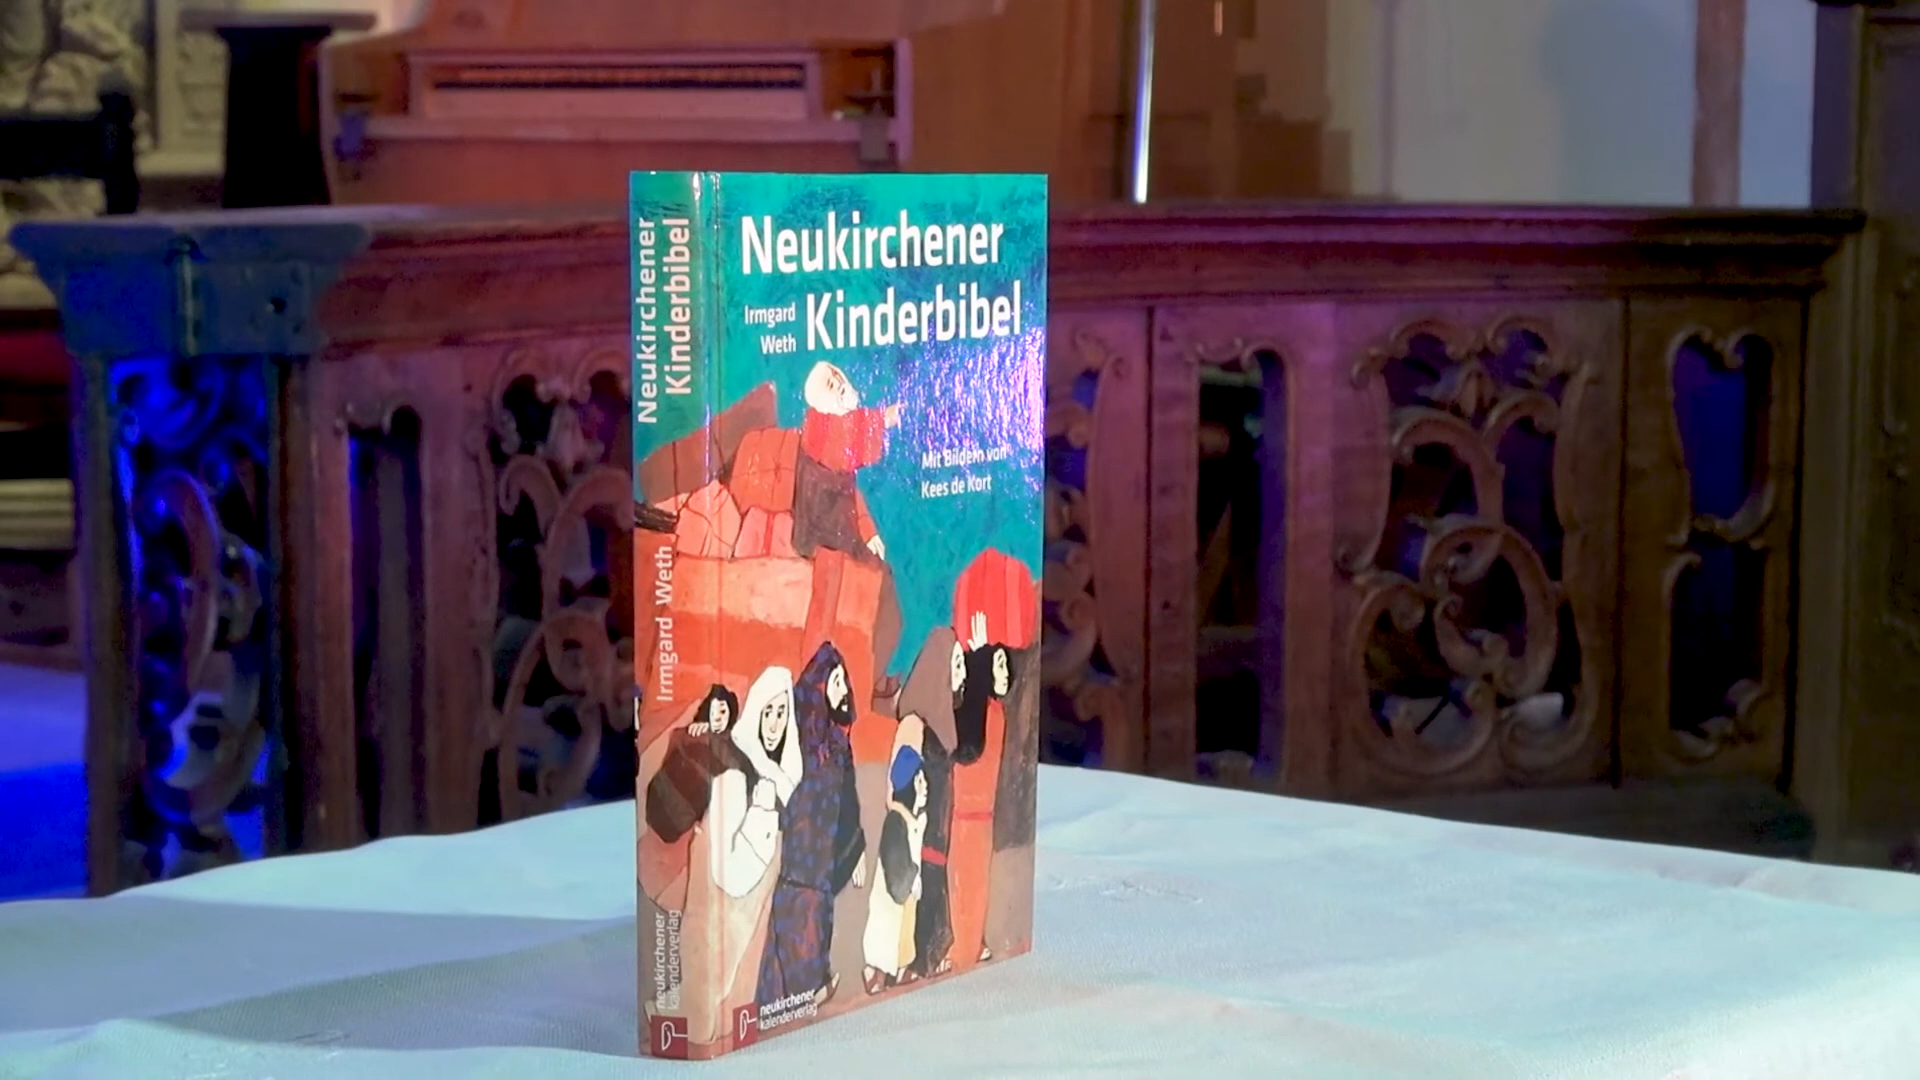 Neukirchener
Kinderbibel
Irmgard Weth
neukirchener
kalenderverlag
Neukirchener
Irmgard
Weth
Kinderbibel
Mit Bildern von
Kees de Kort
neukirchener
kalenderverlag